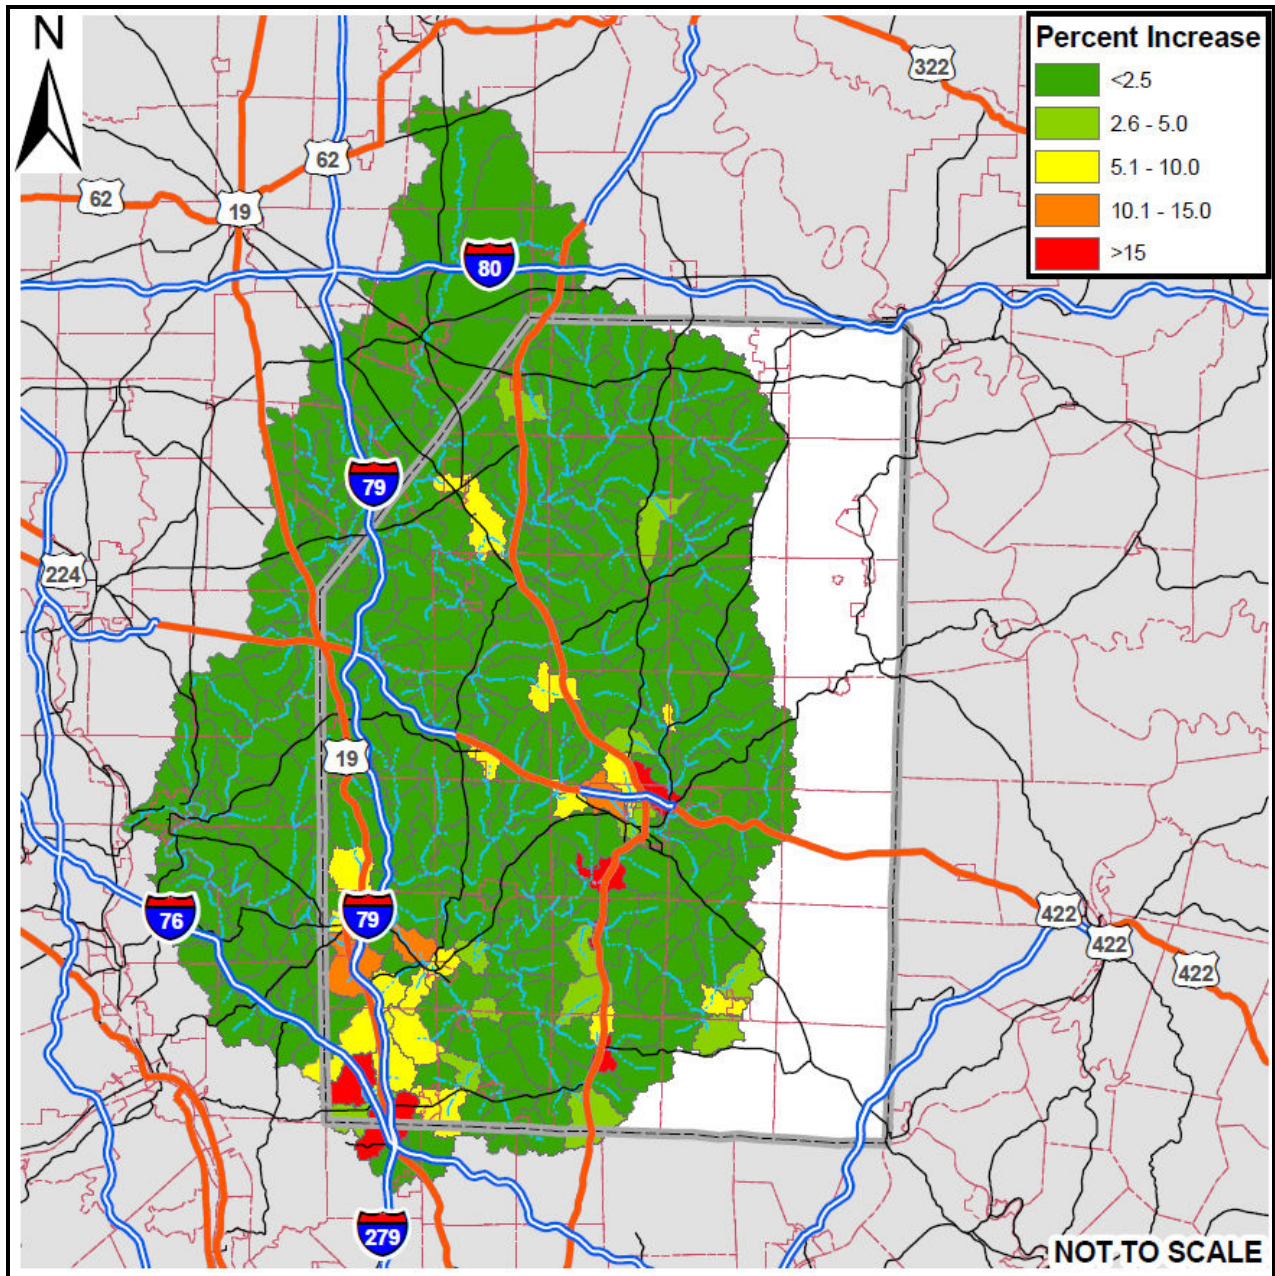 N
Percent Increase
<2.5
2.6 - 5.0
5.1 - 10.0
10.1 - 15.0
>15
322
62
62
19
80
79
224
19
76
79
422
422
422
279
NOT TO SCALE